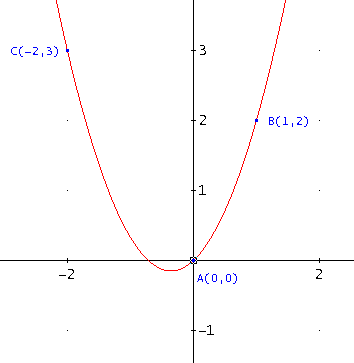 C(-2,3)
3
2
B(1,2)
1
-2
2
A(0,0)
-1